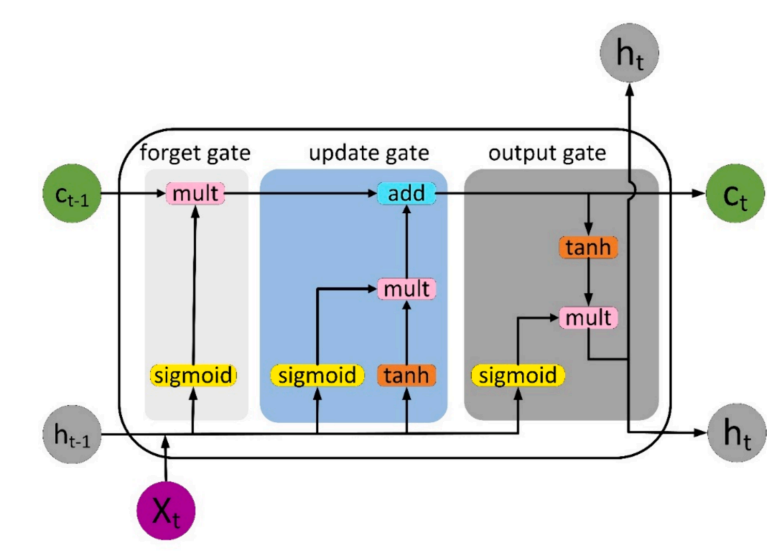 hₜ
forget gate
update gate
output gate
cₜ₋₁
mult
add
cₜ
tanh
mult
mult
sigmoid
sigmoid
tanh
sigmoid
hₜ₋₁
hₜ
Xₜ